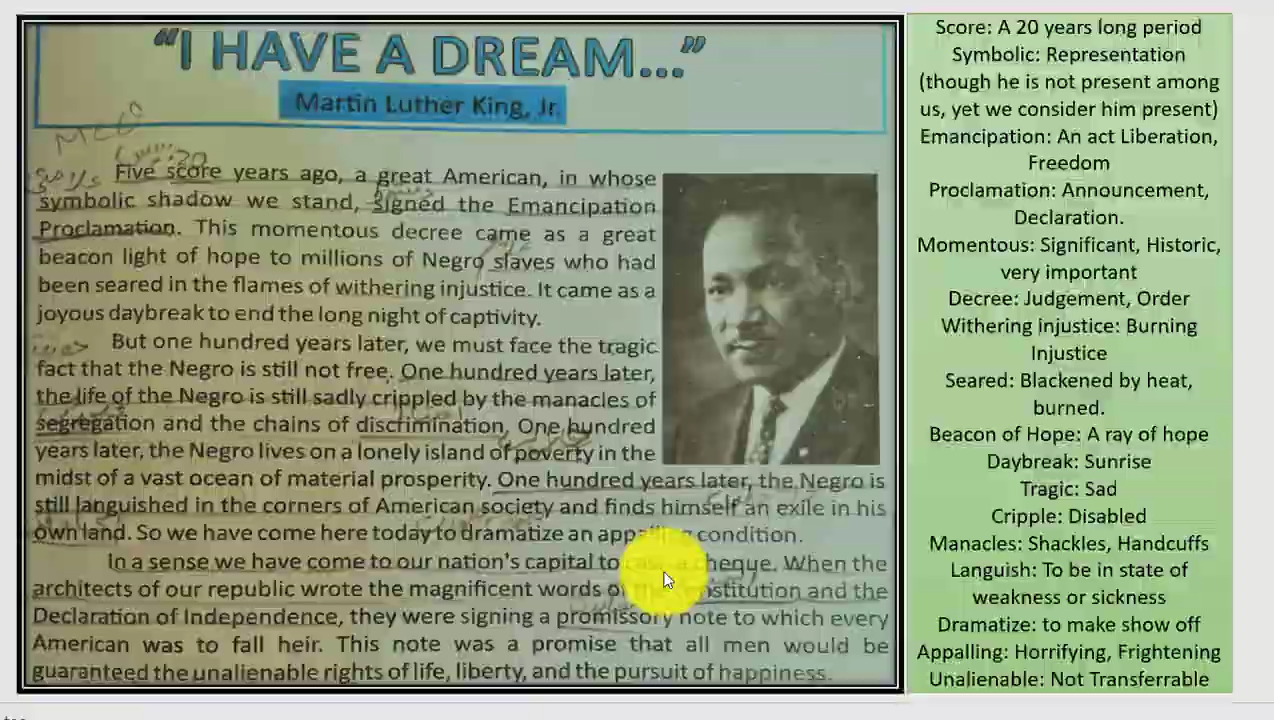 “I HAVE A DREAM...”
Martin Luther King, Jr.
Five score years ago, a great American, in whose
symbolic shadow we stand, signed the Emancipation
Proclamation. This momentous decree came as a great
beacon light of hope to millions of Negro slaves who had
been seared in the flames of withering injustice. It came as a
joyous daybreak to end the long night of captivity.
But one hundred years later, we must face the tragic
fact that the Negro is still not free. One hundred years later,
the life of the Negro is still sadly crippled by the manacles of
segregation and the chains of discrimination. One hundred
years later, the Negro lives on a lonely island of poverty in the
midst of a vast ocean of material prosperity. One hundred years later, the Negro is
still languished in the corners of American society and finds himself an exile in his
own land. So we have come here today to dramatize an appalling condition.
In a sense we have come to our nation's capital to cash a cheque. When the
architects of our republic wrote the magnificent words of the Constitution and the
Declaration of Independence, they were signing a promissory note to which every
American was to fall heir. This note was a promise that all men would be
guaranteed the unalienable rights of life, liberty, and the pursuit of happiness.
Score: A 20 years long period
Symbolic: Representation
(though he is not present among
us, yet we consider him present)
Emancipation: An act Liberation,
Freedom
Proclamation: Announcement,
Declaration.
Momentous: Significant, Historic,
very important
Decree: Judgement, Order
Withering injustice: Burning
Injustice
Seared: Blackened by heat,
burned.
Beacon of Hope: A ray of hope
Daybreak: Sunrise
Tragic: Sad
Cripple: Disabled
Manacles: Shackles, Handcuffs
Languish: To be in state of
weakness or sickness
Dramatize: to make show off
Appalling: Horrifying, Frightening
Unalienable: Not Transferrable